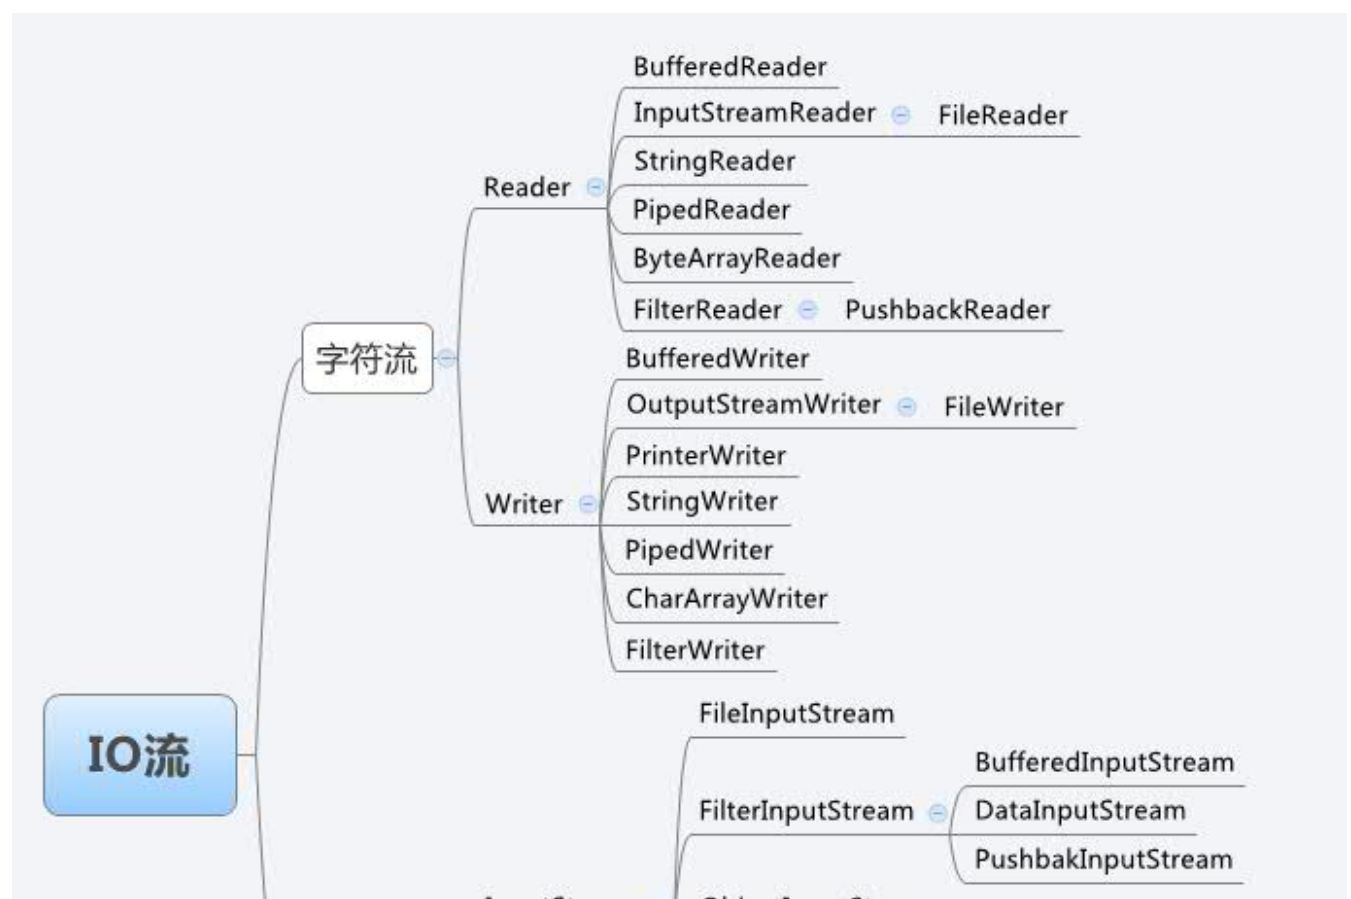 BufferedReader
InputStreamReader FileReader
StringReader
Reader
PipedReader
ByteArrayReader
FilterReader PushbackReader
字符流
BufferedWriter
OutputStreamWriter FileWriter
PrinterWriter
Writer
StringWriter
PipedWriter
CharArrayWriter
FilterWriter
IO流
FileInputStream
FilterInputStream
BufferedInputStream
DataInputStream
PushbakInputStream